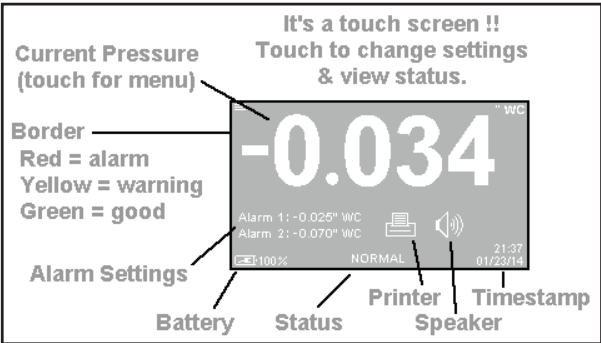 It's a touch screen !!
Touch to change settings
& view status.
Current Pressure
(touch for menu)
Border
Red = alarm
Yellow = warning
Green = good
" WC
-0.034
Alarm 1:-0.025" WC
Alarm 2:-0.070" WC
100%
NORMAL
21:37
01/23/14
Alarm Settings
Printer
Timestamp
Battery
Status
Speaker